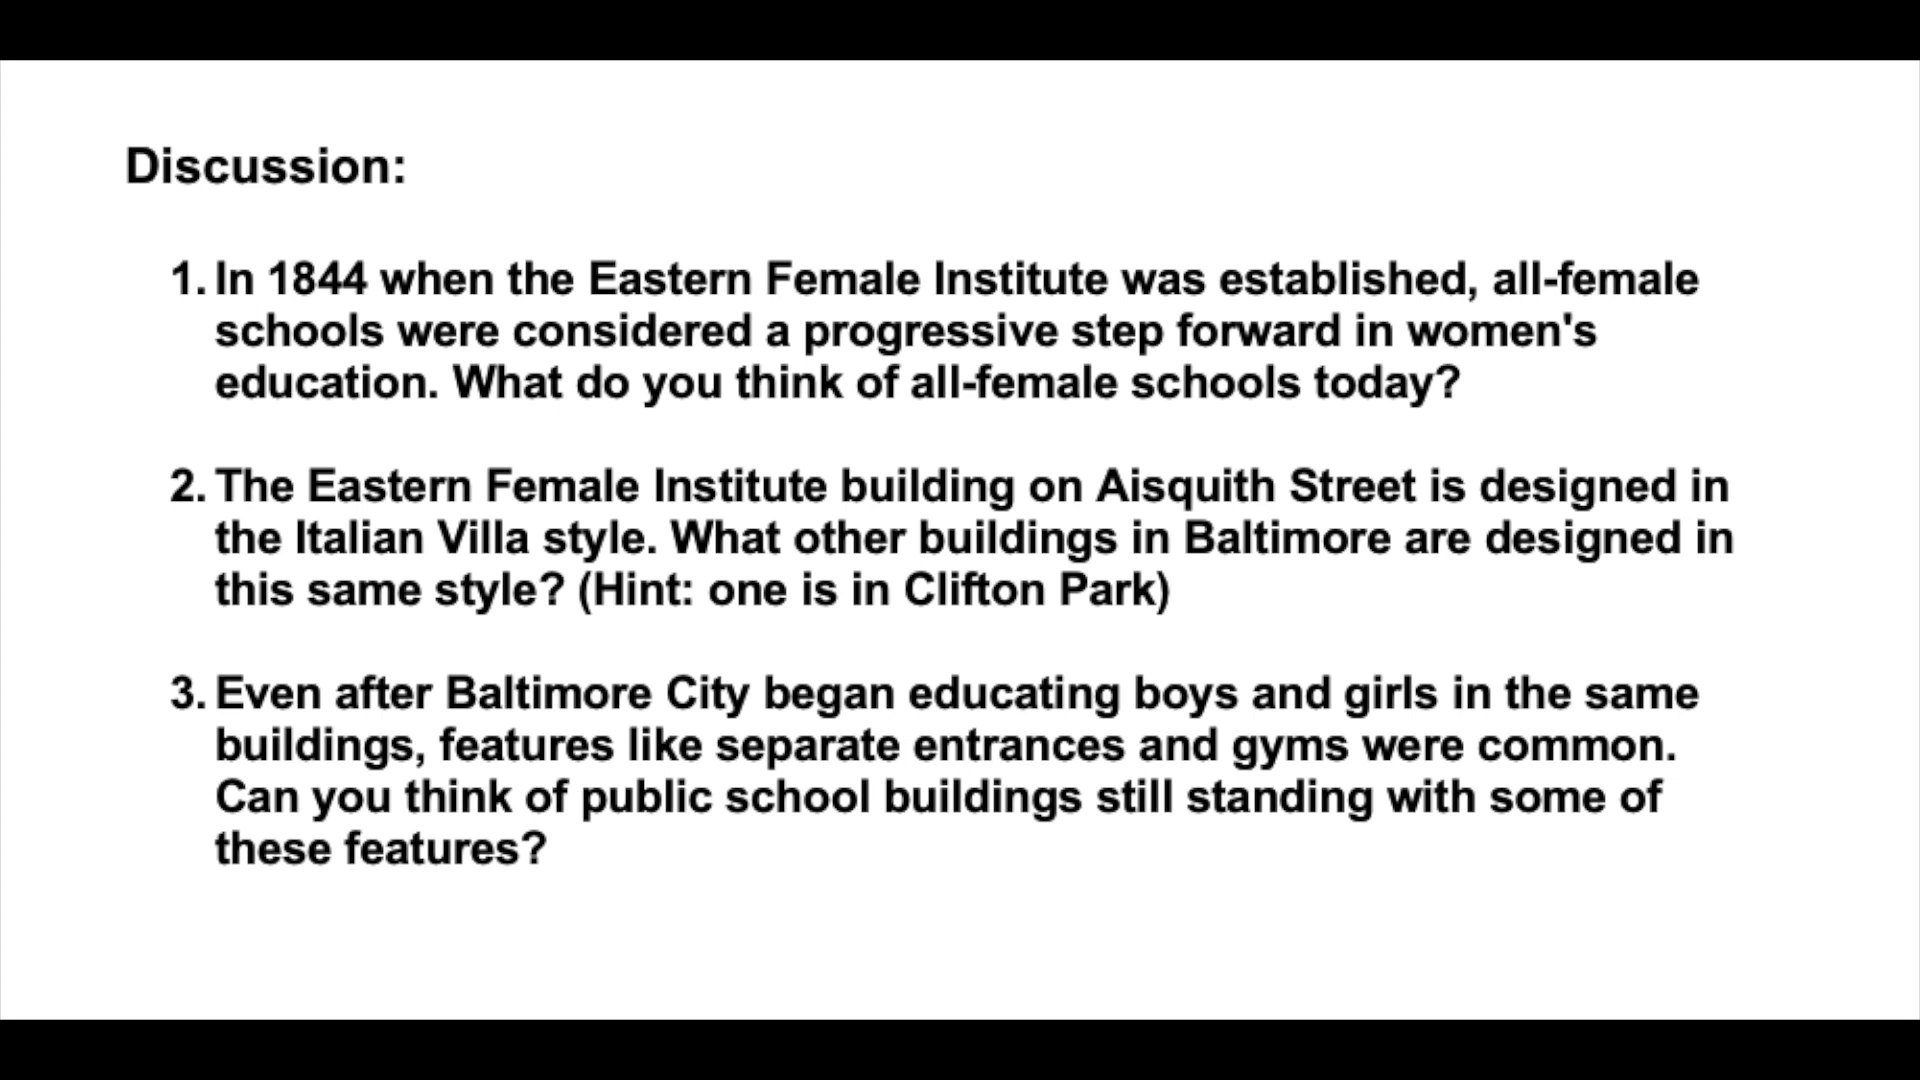 Discussion:
1. In 1844 when the Eastern Female Institute was established, all-female
schools were considered a progressive step forward in women's
education. What do you think of all-female schools today?
2. The Eastern Female Institute building on Aisquith Street is designed in
the Italian Villa style. What other buildings in Baltimore are designed in
this same style? (Hint: one is in Clifton Park)
3. Even after Baltimore City began educating boys and girls in the same
buildings, features like separate entrances and gyms were common.
Can you think of public school buildings still standing with some of
these features?